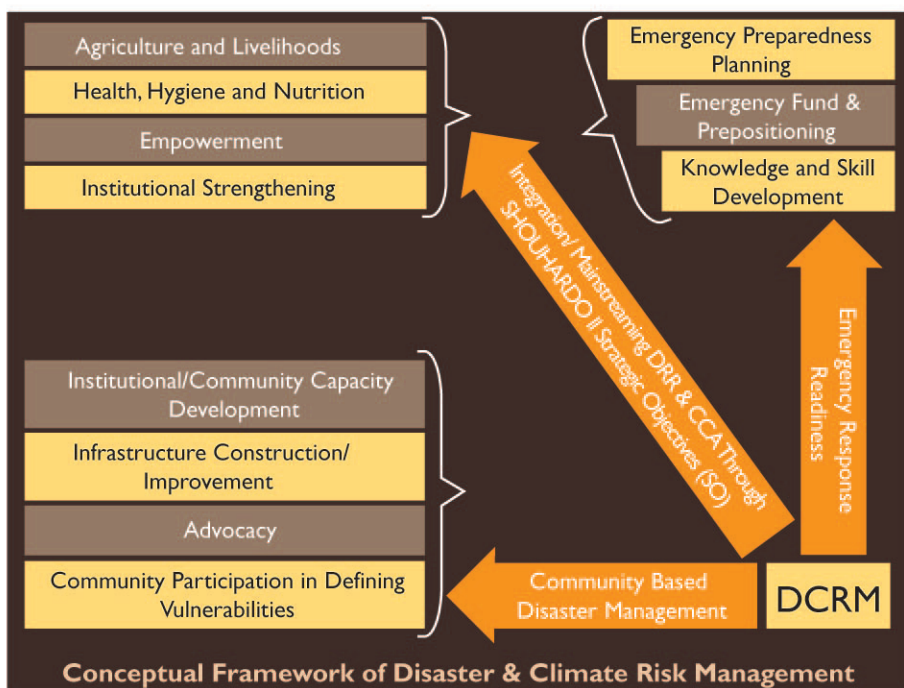 Agriculture and Livelihoods
Health, Hygiene and Nutrition
Empowerment
Institutional Strengthening
Emergency Preparedness
Planning
Emergency Fund &
Prepositioning
Knowledge and Skill
Development
Integration/ Mainstreaming DRR & CCA Through
SHOUHARDO II Strategic Objectives (SO)
Emergency Response
Readiness
Institutional/Community Capacity
Development
Infrastructure Construction/
Improvement
Advocacy
Community Participation in Defining
Vulnerabilities
Community Based
Disaster Management
DCRM
Conceptual Framework of Disaster & Climate Risk Management